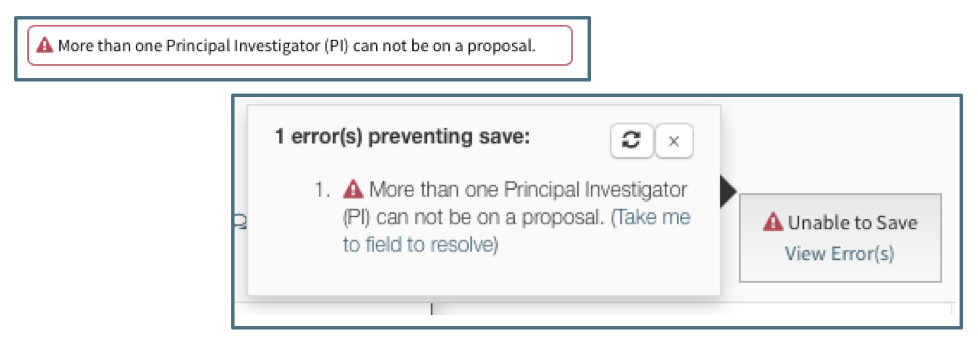 More than one Principal Investigator (PI) can not be on a proposal.
1 error(s) preventing save:
1. More than one Principal Investigator
(PI) can not be on a proposal. (Take me
to field to resolve)
Unable to Save
View Error(s)